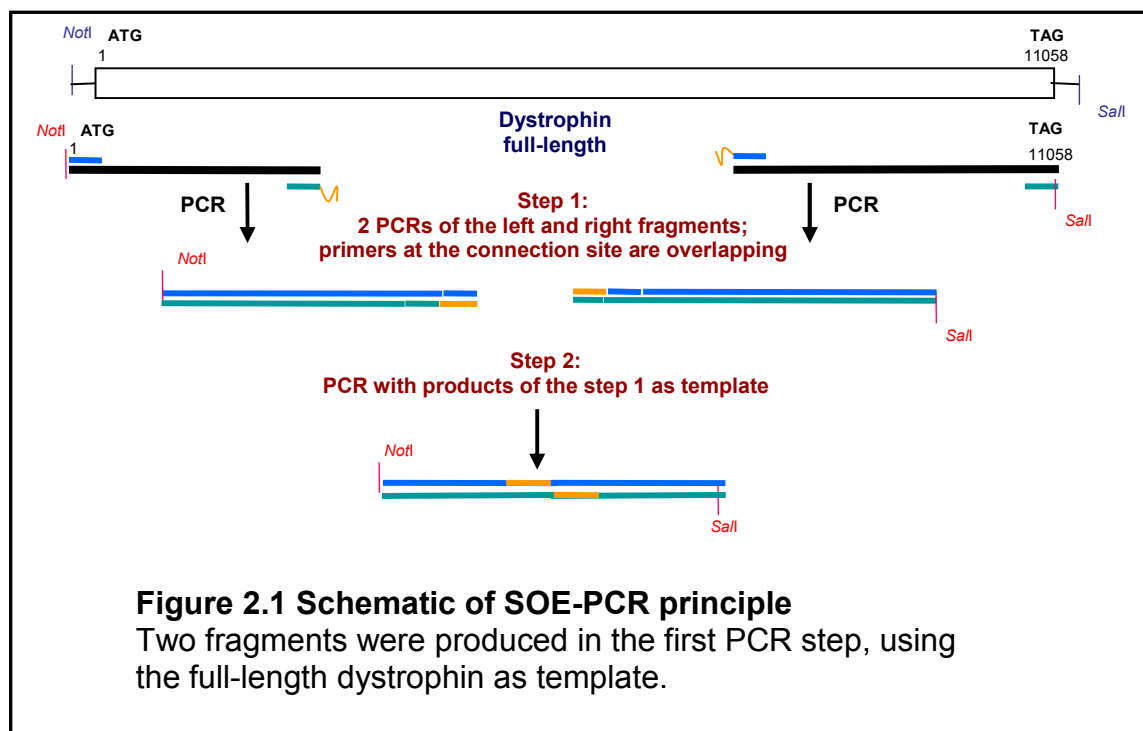 NotI ATG TAG
1 11058
SalI
Dystrophin
full-length
NotI ATG TAG
1 11058
PCR PCR
SalI
Step 1:
2 PCRs of the left and right fragments;
primers at the connection site are overlapping
NotI
SalI
Step 2:
PCR with products of the step 1 as template
NotI
SalI
Figure 2.1 Schematic of SOE-PCR principle
Two fragments were produced in the first PCR step, using
the full-length dystrophin as template.